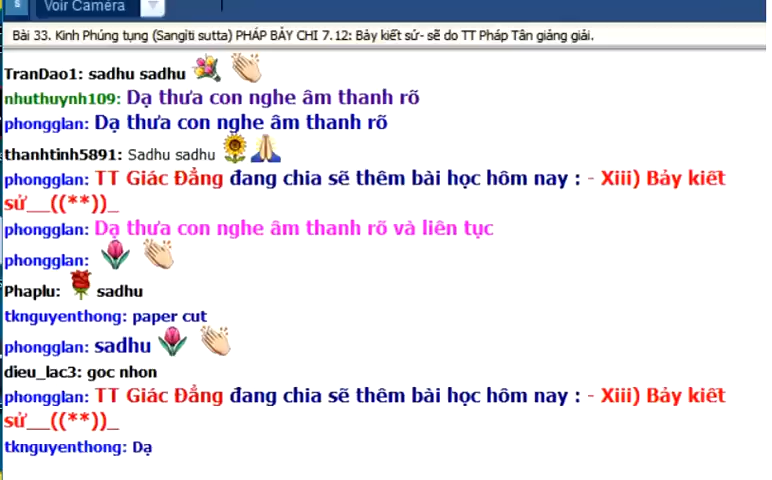 s Voir Caméra
Bài 33. Kinh Phúng tụng (Sangiti sutta) PHÁP BẢY CHI 7.12: Bảy kiết sử- sẽ do TT Pháp Tân giảng giải.
TranDao1: sadhu sadhu
nhuthuynh109: Dạ thưa con nghe âm thanh rõ
phongglan: Dạ thưa con nghe âm thanh rõ
thanhtinh5891: Sadhu sadhu
phongglan: TT Giác Đẳng đang chia sẽ thêm bài học hôm nay : - Xiii) Bảy kiết
sử__((**))_
phongglan: Dạ thưa con nghe âm thanh rõ và liên tục
phongglan:
Phaplu: sadhu
tknguyenthong: paper cut
phongglan: sadhu
dieu_lac3: goc nhon
phongglan: TT Giác Đẳng đang chia sẽ thêm bài học hôm nay : - Xiii) Bảy kiết
sử__((**))_
tknguyenthong: Dạ